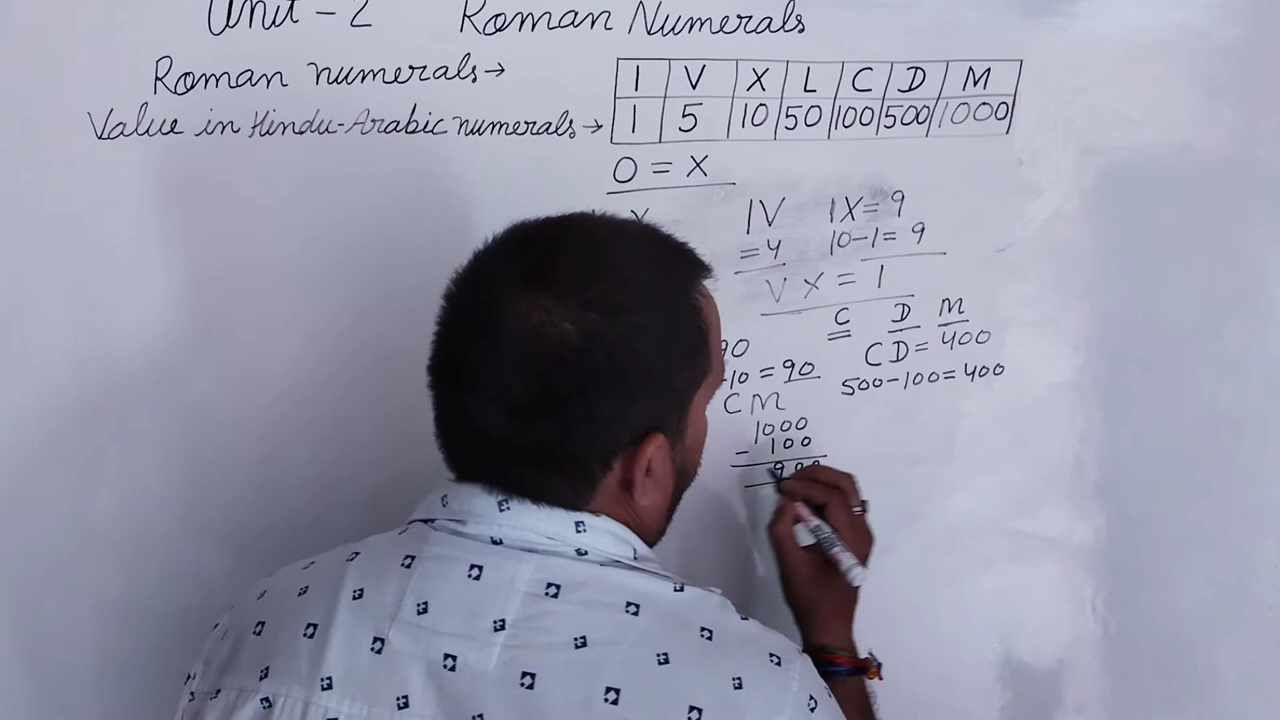 Unit - 2 Roman Numerals
Roman numerals → I V X L C D M
Value in Hindu-Arabic numerals → 1 5 10 50 100 500 1000
0 = X
IV IX = 9
= 4 10-1 = 9
V X = 1
C D M
90 CD = 400
-10 = 90 500-100=400
CM
1000
- 100
900